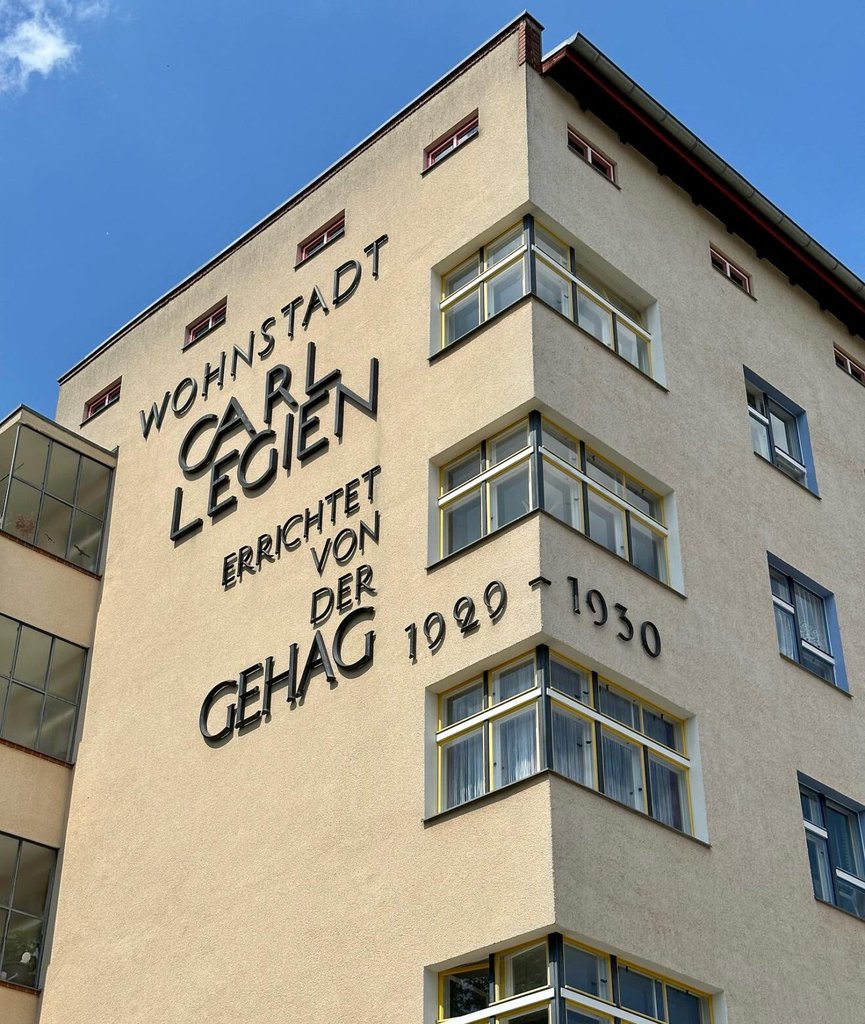 WOHNSTADT
CARL
LEGIEN
ERRICHTET
VON
DER
GEHAG 1929-1930